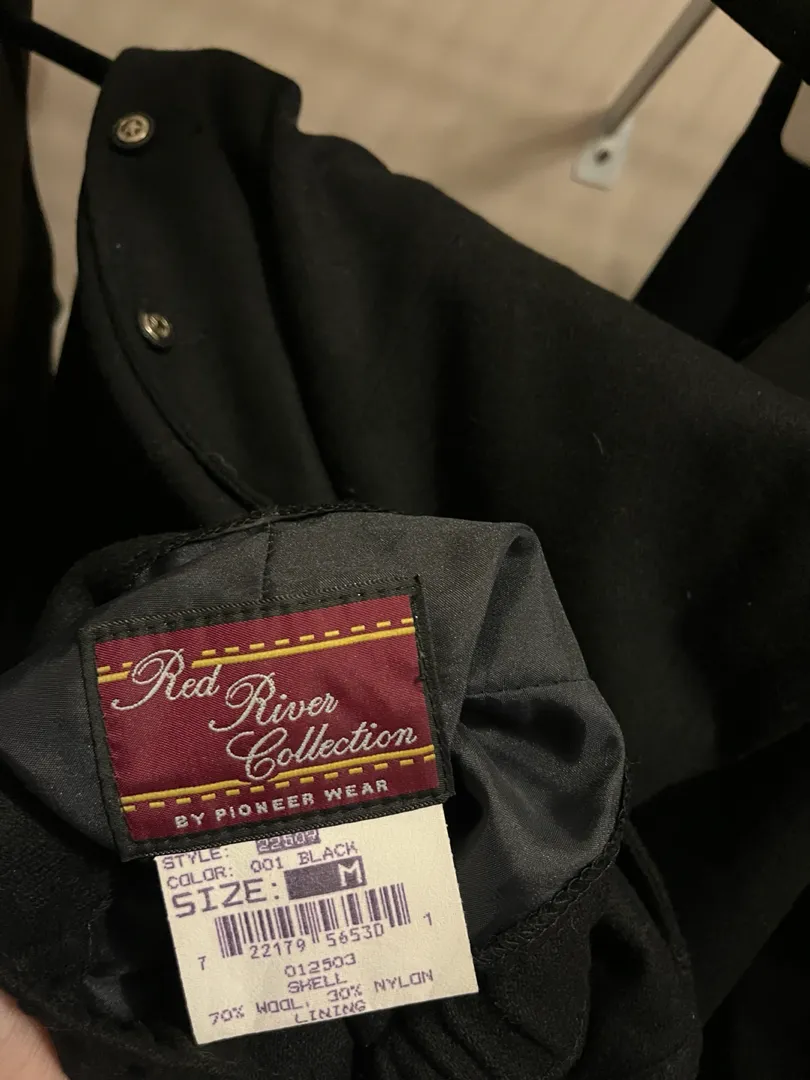 Red River
Collection
BY PIONEER WEAR
STYLE: 22509
COLOR: 001 BLACK
SIZE: M
7 22179 56530 1
012503
SHELL
70% WOOL, 30% NYLON
LINING